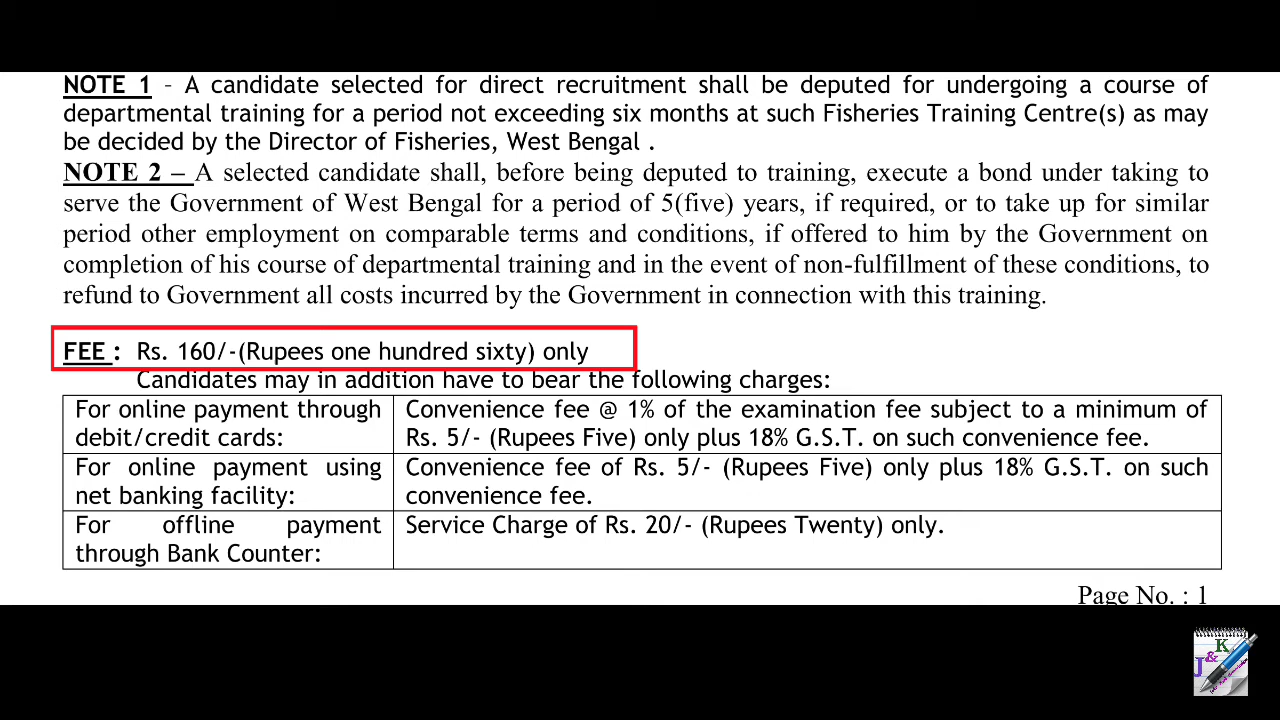 NOTE 1 – A candidate selected for direct recruitment shall be deputed for undergoing a course of
departmental training for a period not exceeding six months at such Fisheries Training Centre(s) as may
be decided by the Director of Fisheries, West Bengal .
NOTE 2 – A selected candidate shall, before being deputed to training, execute a bond under taking to
serve the Government of West Bengal for a period of 5(five) years, if required, or to take up for similar
period other employment on comparable terms and conditions, if offered to him by the Government on
completion of his course of departmental training and in the event of non-fulfillment of these conditions, to
refund to Government all costs incurred by the Government in connection with this training.
FEE : Rs. 160/-(Rupees one hundred sixty) only
Candidates may in addition have to bear the following charges:
For online payment through
debit/credit cards:
Convenience fee @ 1% of the examination fee subject to a minimum of
Rs. 5/- (Rupees Five) only plus 18% G.S.T. on such convenience fee.
For online payment using
net banking facility:
Convenience fee of Rs. 5/- (Rupees Five) only plus 18% G.S.T. on such
convenience fee.
For offline payment
through Bank Counter:
Service Charge of Rs. 20/- (Rupees Twenty) only.
Page No. : 1
J&K